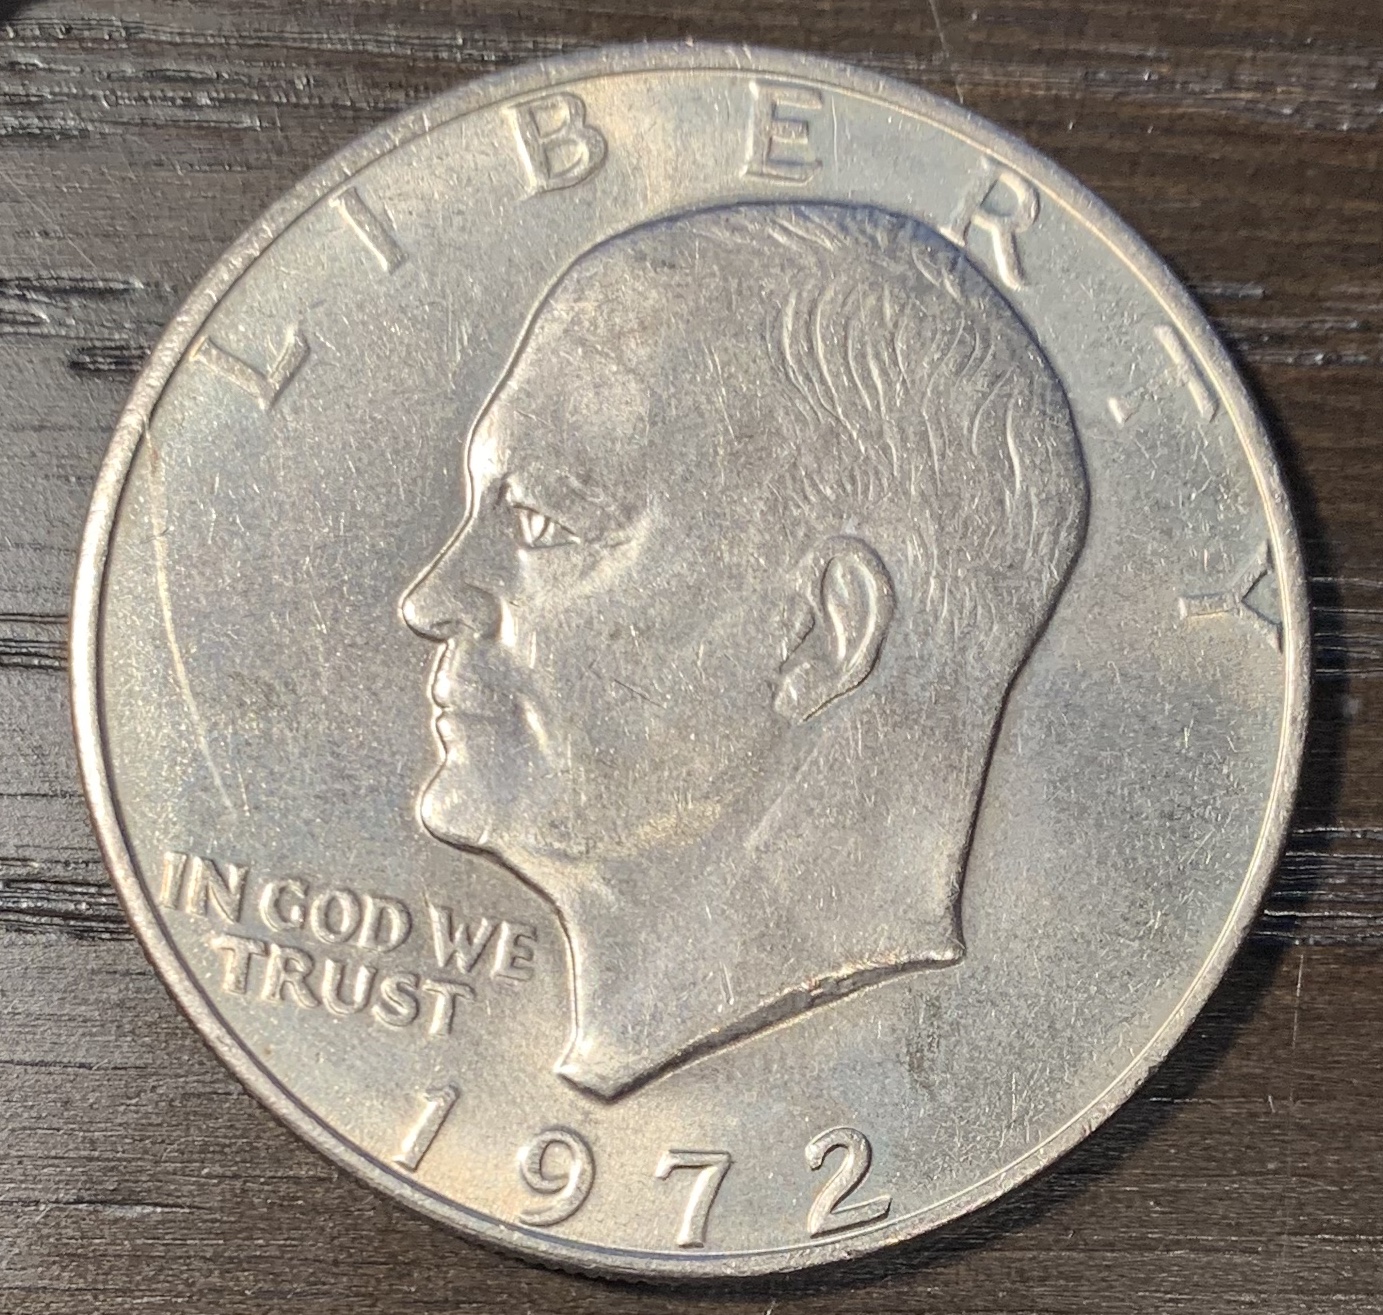 LIBERTY
IN GOD WE
TRUST
1972